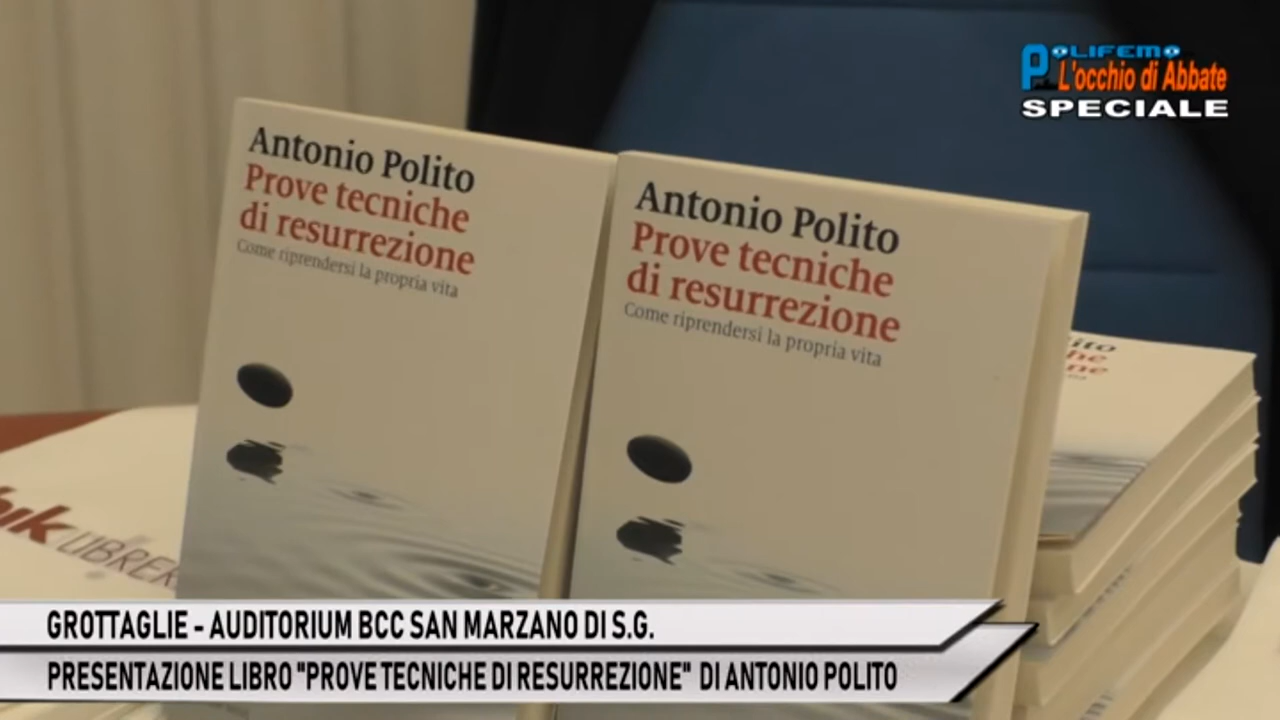 POLIFEMO
L'occhio di Abbate
SPECIALE
Antonio Polito
Prove tecniche
di resurrezione
Come riprendersi la propria vita
Antonio Polito
Prove tecniche
di resurrezione
Come riprendersi la propria vita
GROTTAGLIE – AUDITORIUM BCC SAN MARZANO DI S.G.
PRESENTAZIONE LIBRO "PROVE TECNICHE DI RESURREZIONE" DI ANTONIO POLITO